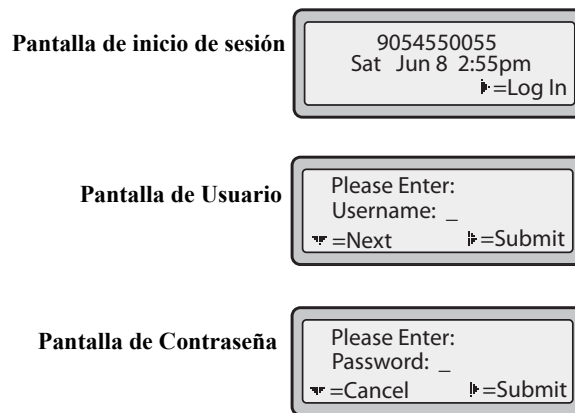 Pantalla de inicio de sesión
9054550055
Sat Jun 8 2:55pm
=Log In
Pantalla de Usuario
Please Enter:
Username: _
=Next =Submit
Pantalla de Contraseña
Please Enter:
Password: _
=Cancel =Submit